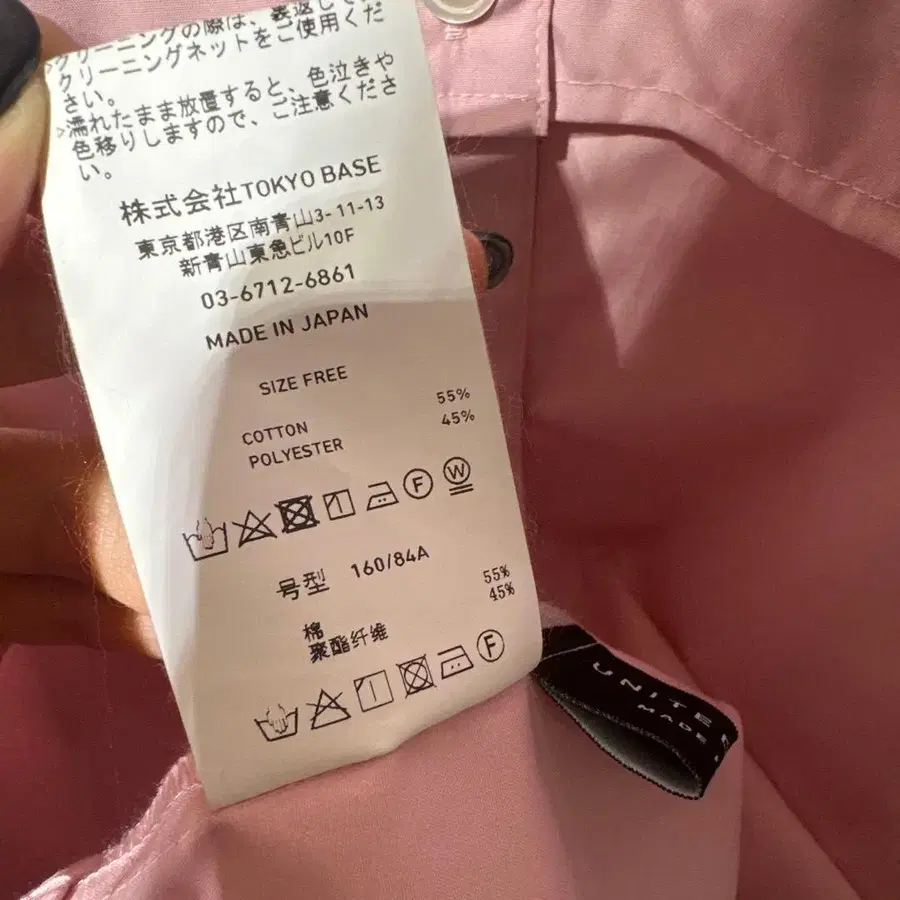 クリーニングの際は、裏返して
クリーニングネットをご使用くだ
さい。
>濡れたまま放置すると、色泣きや
色移りしますので、ご注意くださ
い。
株式会社TOKYO BASE
東京都港区南青山3-11-13
新青山東急ビル10F
03-6712-6861
MADE IN JAPAN
SIZE FREE
COTTON 55%
POLYESTER 45%
F W
号型 160/84A
棉 55%
聚酯纤维 45%
F
MADE